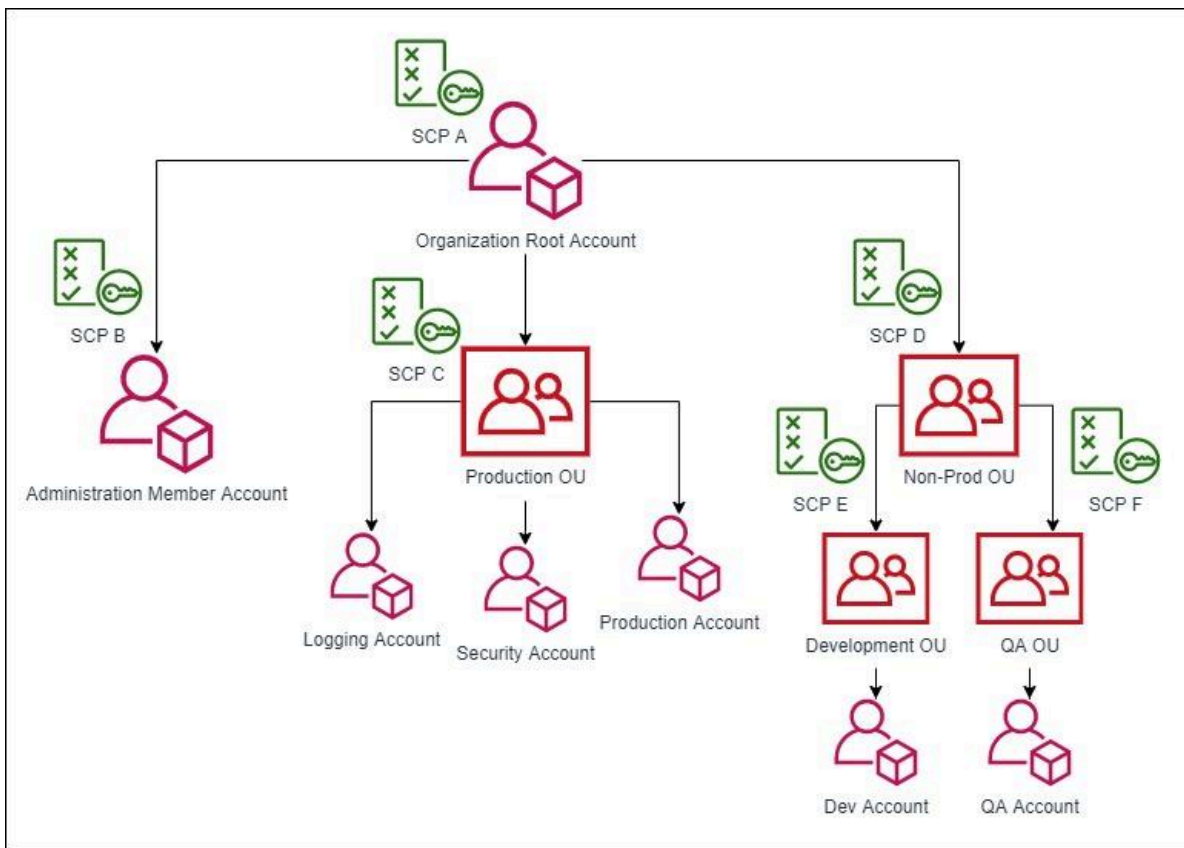 SCP A
Organization Root Account
SCP B
SCP C
SCP D
Administration Member Account
Production OU
Non-Prod OU
SCP E
SCP F
Logging Account
Security Account
Production Account
Development OU
QA OU
Dev Account
QA Account